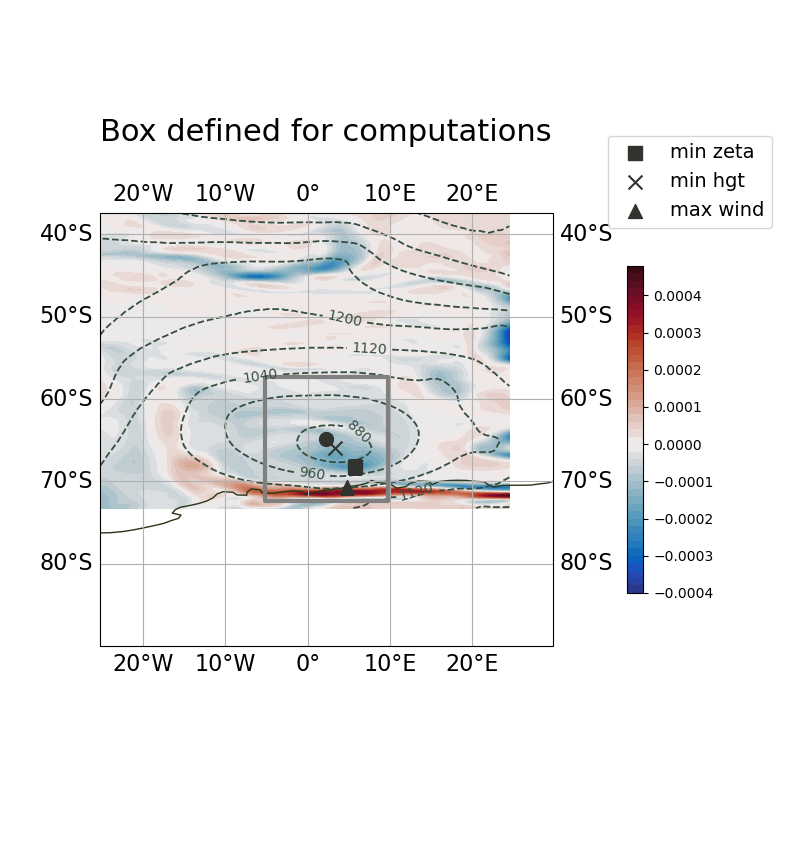 Box defined for computations
min zeta
min hgt
max wind
20°W 10°W 0° 10°E 20°E
40°S 40°S
50°S 50°S
60°S 60°S
70°S 70°S
80°S 80°S
1200
1120
1040
880
960
1120
20°W 10°W 0° 10°E 20°E
0.0004
0.0003
0.0002
0.0001
0.0000
−0.0001
−0.0002
−0.0003
−0.0004